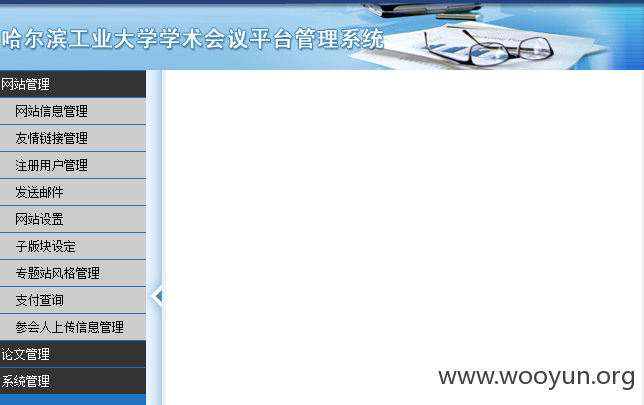 哈尔滨工业大学学术会议平台管理系统
网站管理
网站信息管理
友情链接管理
注册用户管理
发送邮件
网站设置
子版块设定
专题站风格管理
支付查询
参会人上传信息管理
论文管理
系统管理
www.wooyun.org